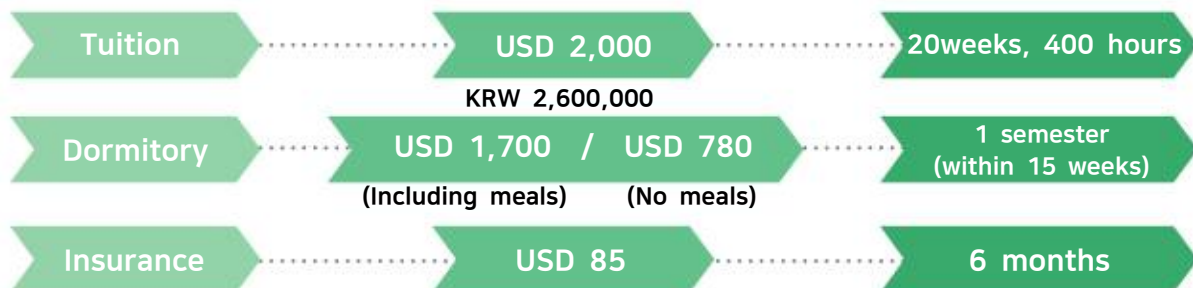 Tuition USD 2,000 20weeks, 400 hours
KRW 2,600,000
Dormitory USD 1,700 / USD 780 1 semester
(within 15 weeks)
(Including meals) (No meals)
Insurance USD 85 6 months